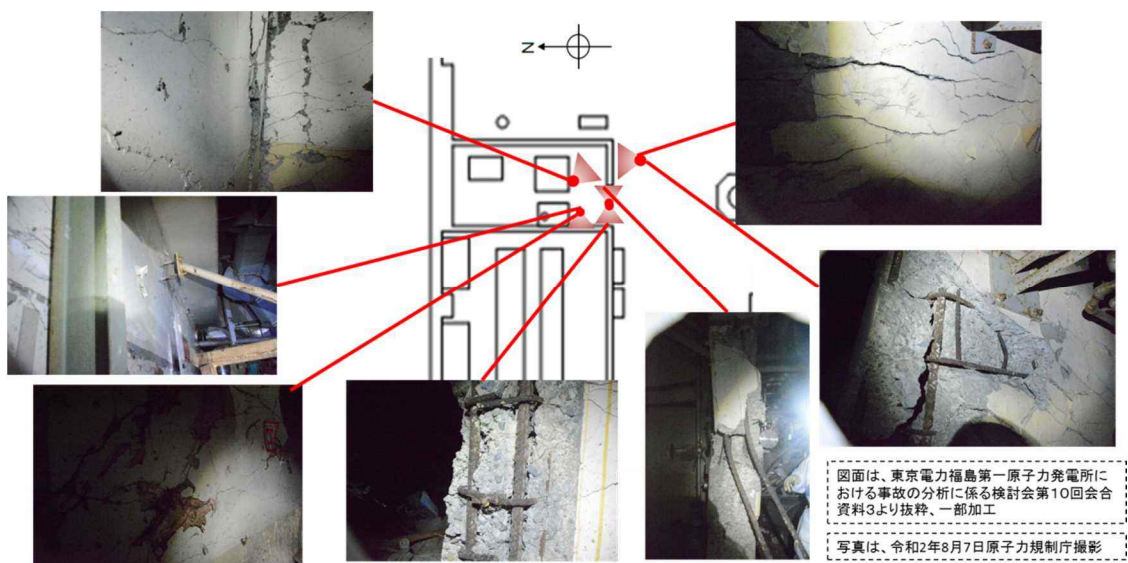 N
図面は、東京電力福島第一原子力発電所に
おける事故の分析に係る検討会第10回会合
資料3より抜粋、一部加工
写真は、令和2年8月7日原子力規制庁撮影